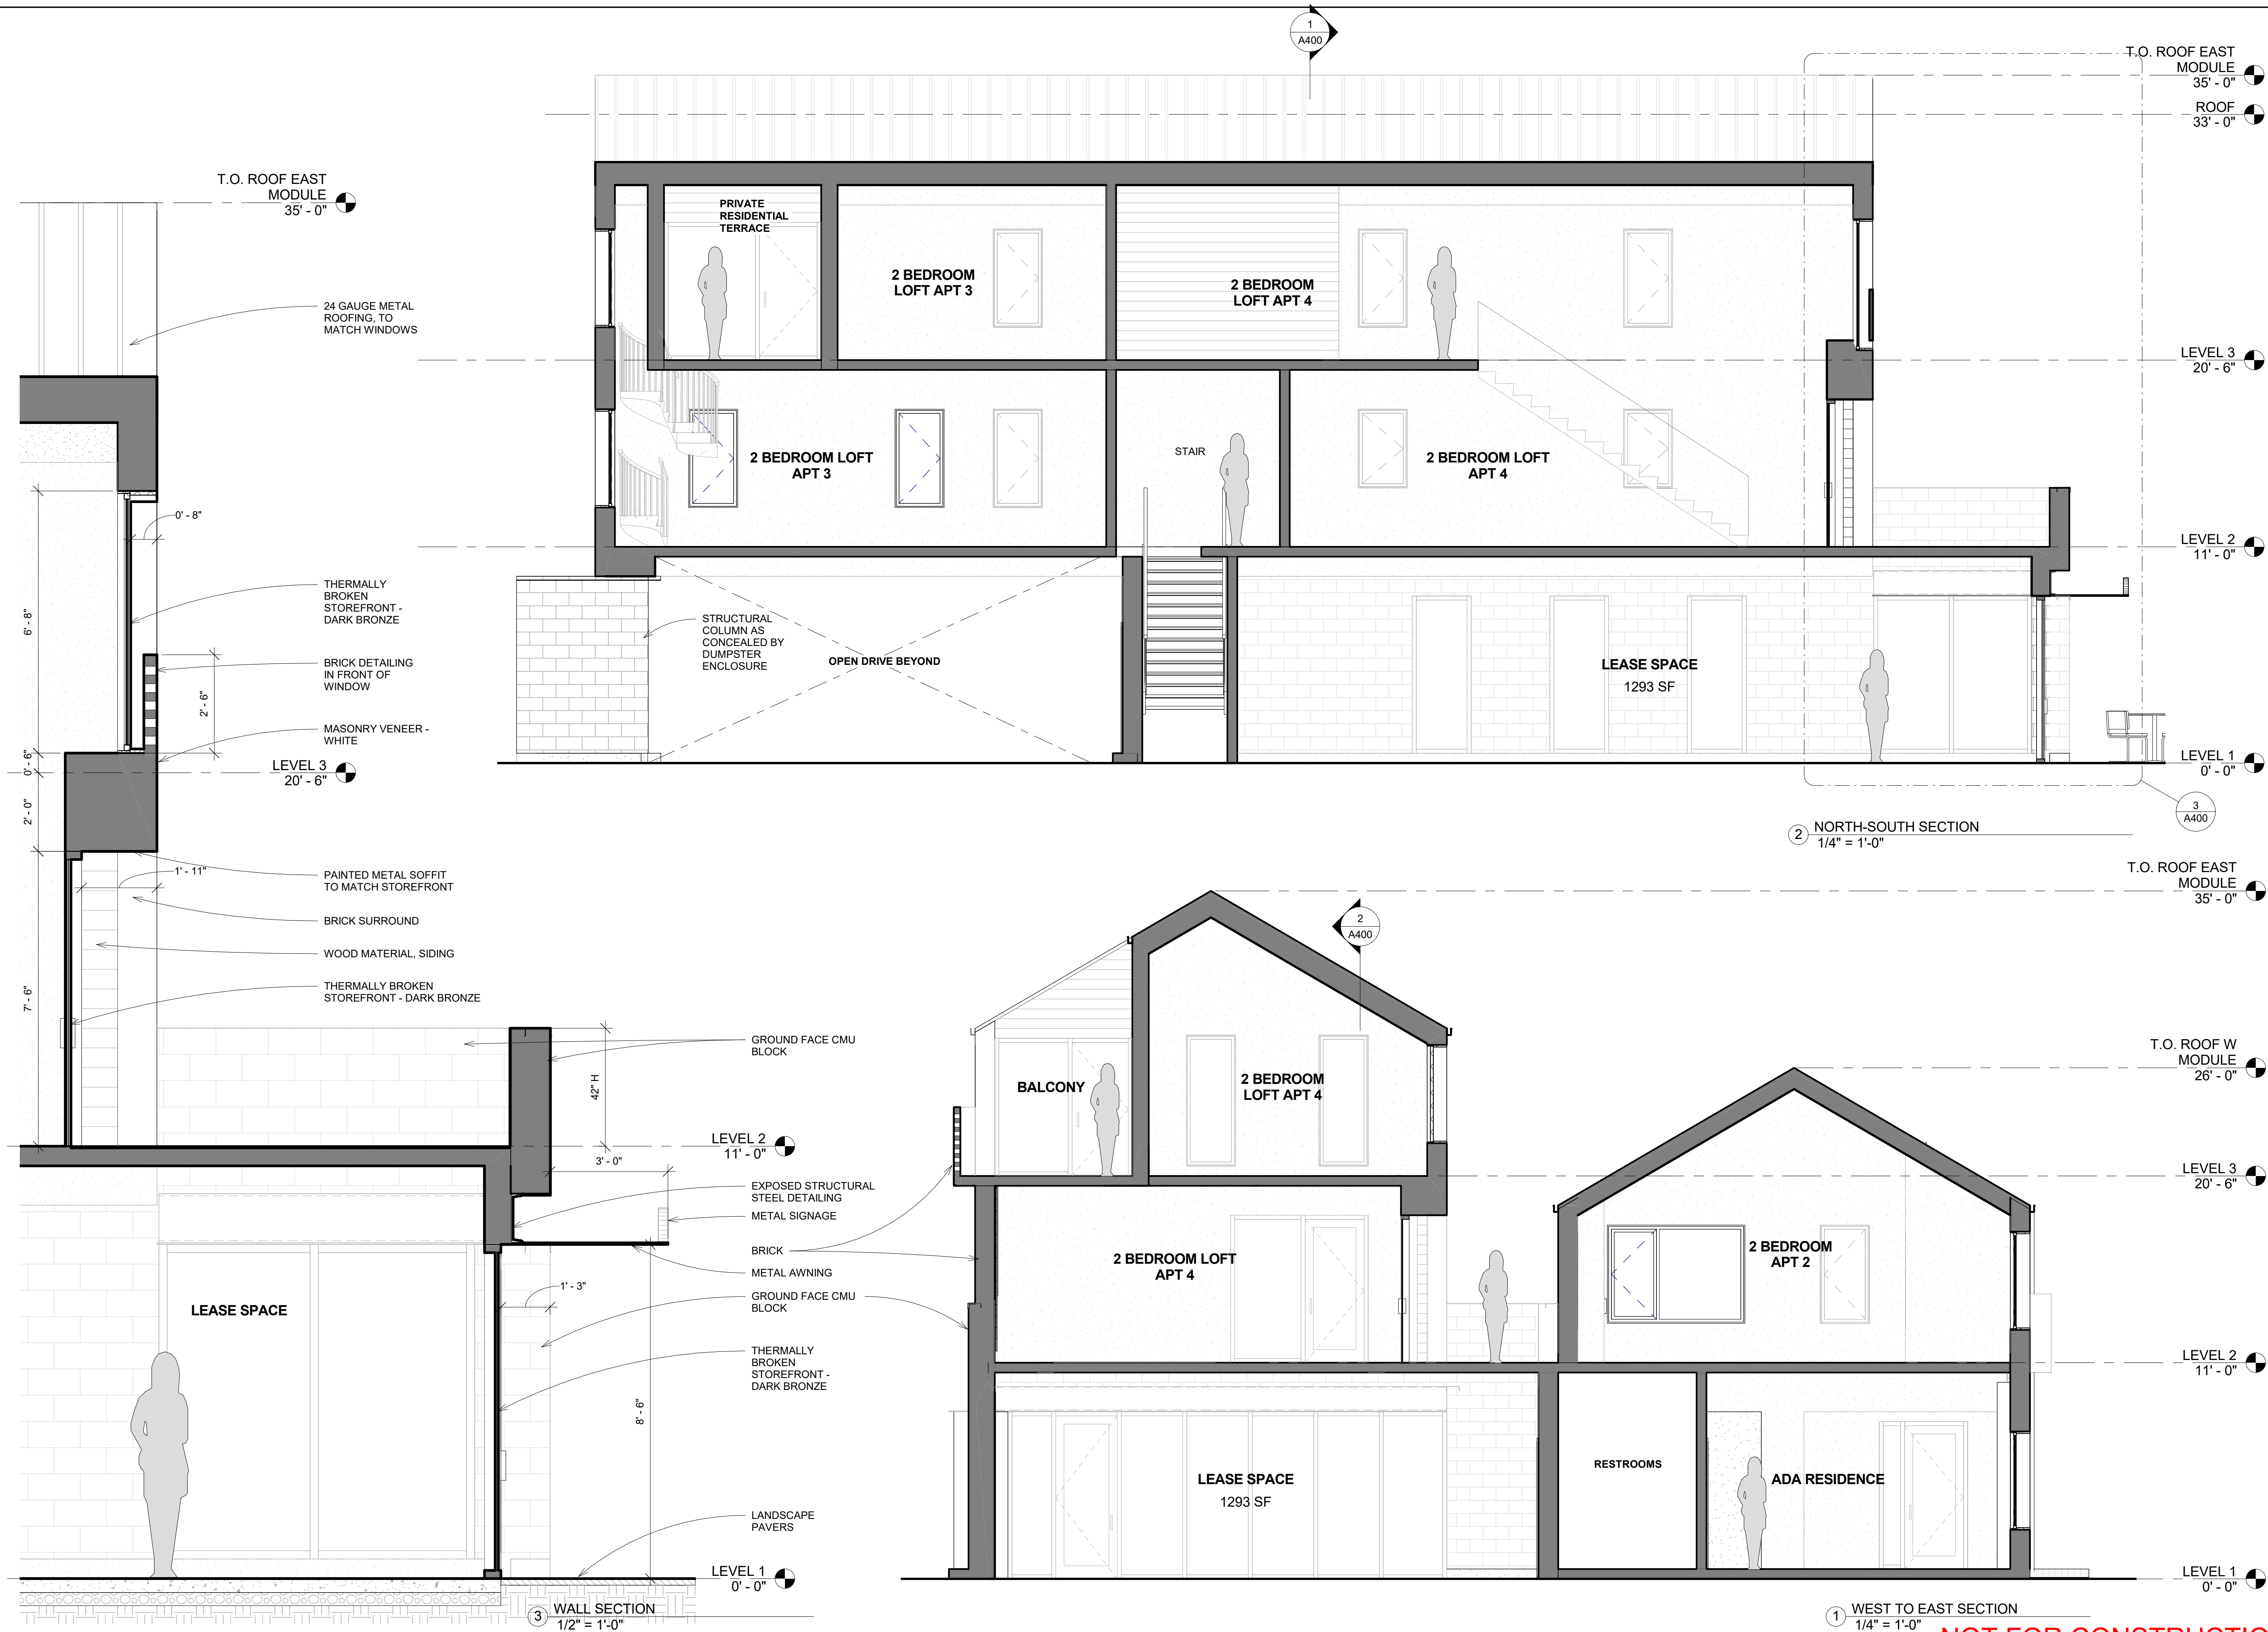 1
A400
T.O. ROOF EAST
MODULE
35' - 0"
ROOF
33' - 0"
PRIVATE
RESIDENTIAL
TERRACE
2 BEDROOM
LOFT APT 3
2 BEDROOM
LOFT APT 4
LEVEL 3
20' - 6"
2 BEDROOM LOFT
APT 3
STAIR
2 BEDROOM LOFT
APT 4
LEVEL 2
11' - 0"
STRUCTURAL
COLUMN AS
CONCEALED BY
DUMPSTER
ENCLOSURE
OPEN DRIVE BEYOND
LEASE SPACE
1293 SF
LEVEL 1
0' - 0"
3
A400
2
NORTH-SOUTH SECTION
1/4" = 1'-0"
T.O. ROOF EAST
MODULE
35' - 0"
24 GAUGE METAL
ROOFING, TO
MATCH WINDOWS
0' - 8"
6' - 8"
THERMALLY
BROKEN
STOREFRONT -
DARK BRONZE
BRICK DETAILING
IN FRONT OF
WINDOW
2' - 6"
MASONRY VENEER -
WHITE
0' - 6"
LEVEL 3
20' - 6"
2' - 0"
PAINTED METAL SOFFIT
TO MATCH STOREFRONT
1' - 11"
BRICK SURROUND
WOOD MATERIAL, SIDING
THERMALLY BROKEN
STOREFRONT - DARK BRONZE
7' - 6"
GROUND FACE CMU
BLOCK
42" H
LEVEL 2
11' - 0"
3' - 0"
EXPOSED STRUCTURAL
STEEL DETAILING
METAL SIGNAGE
BRICK
METAL AWNING
1' - 3"
GROUND FACE CMU
BLOCK
LEASE SPACE
THERMALLY
BROKEN
STOREFRONT -
DARK BRONZE
8' - 6"
LANDSCAPE
PAVERS
LEVEL 1
0' - 0"
3
WALL SECTION
1/2" = 1'-0"
T.O. ROOF EAST
MODULE
35' - 0"
2
A400
T.O. ROOF W
MODULE
26' - 0"
BALCONY
2 BEDROOM
LOFT APT 4
LEVEL 3
20' - 6"
2 BEDROOM LOFT
APT 4
2 BEDROOM
APT 2
LEVEL 2
11' - 0"
LEASE SPACE
1293 SF
RESTROOMS
ADA RESIDENCE
LEVEL 1
0' - 0"
1
WEST TO EAST SECTION
1/4" = 1'-0"